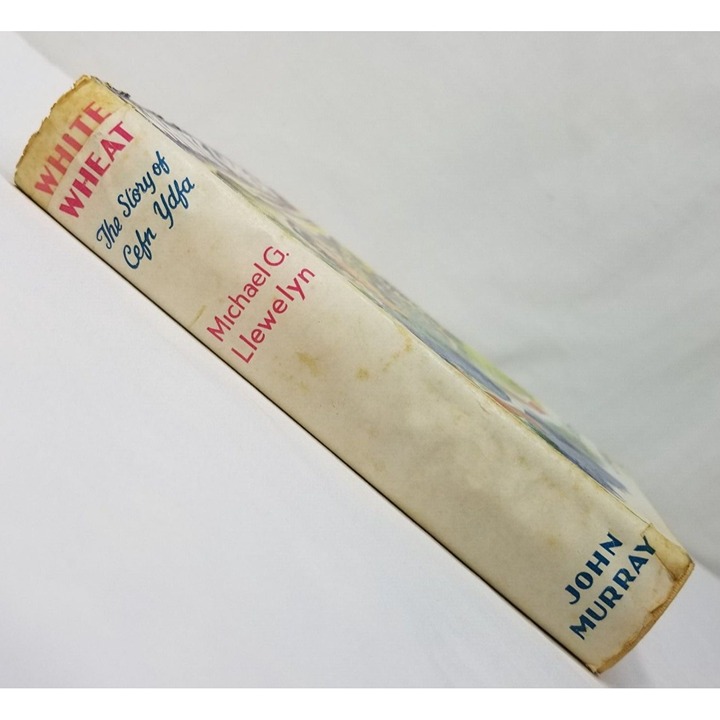 WHITE
WHEAT
The Story of
Cefn Ydfa
Michael G.
Llewelyn
JOHN
MURRAY